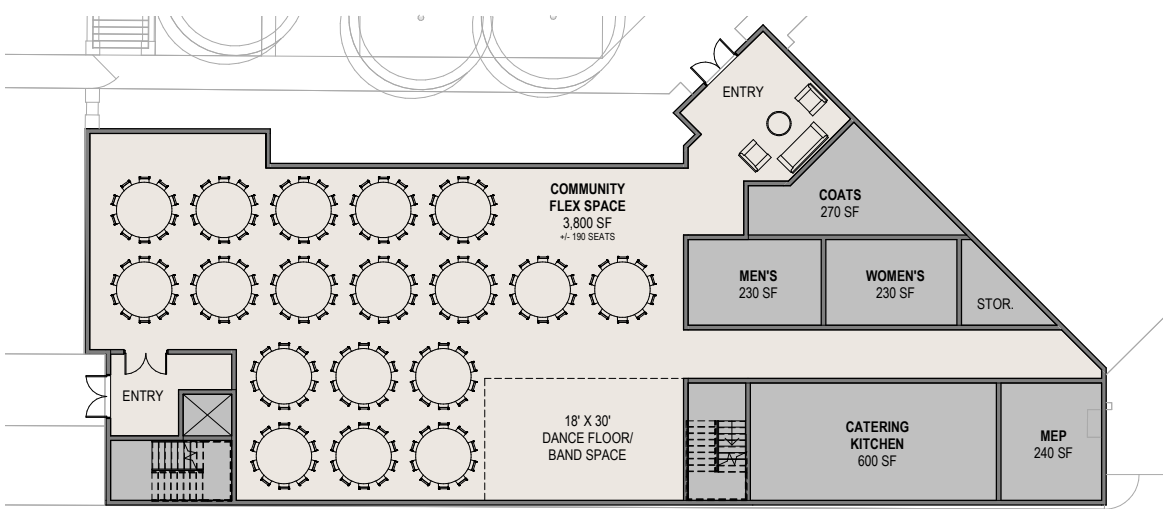 ENTRY
COMMUNITY
FLEX SPACE
3,800 SF
+/- 190 SEATS
COATS
270 SF
MEN'S
230 SF
WOMEN'S
230 SF
STOR.
ENTRY
18' X 30'
DANCE FLOOR/
BAND SPACE
CATERING
KITCHEN
600 SF
MEP
240 SF